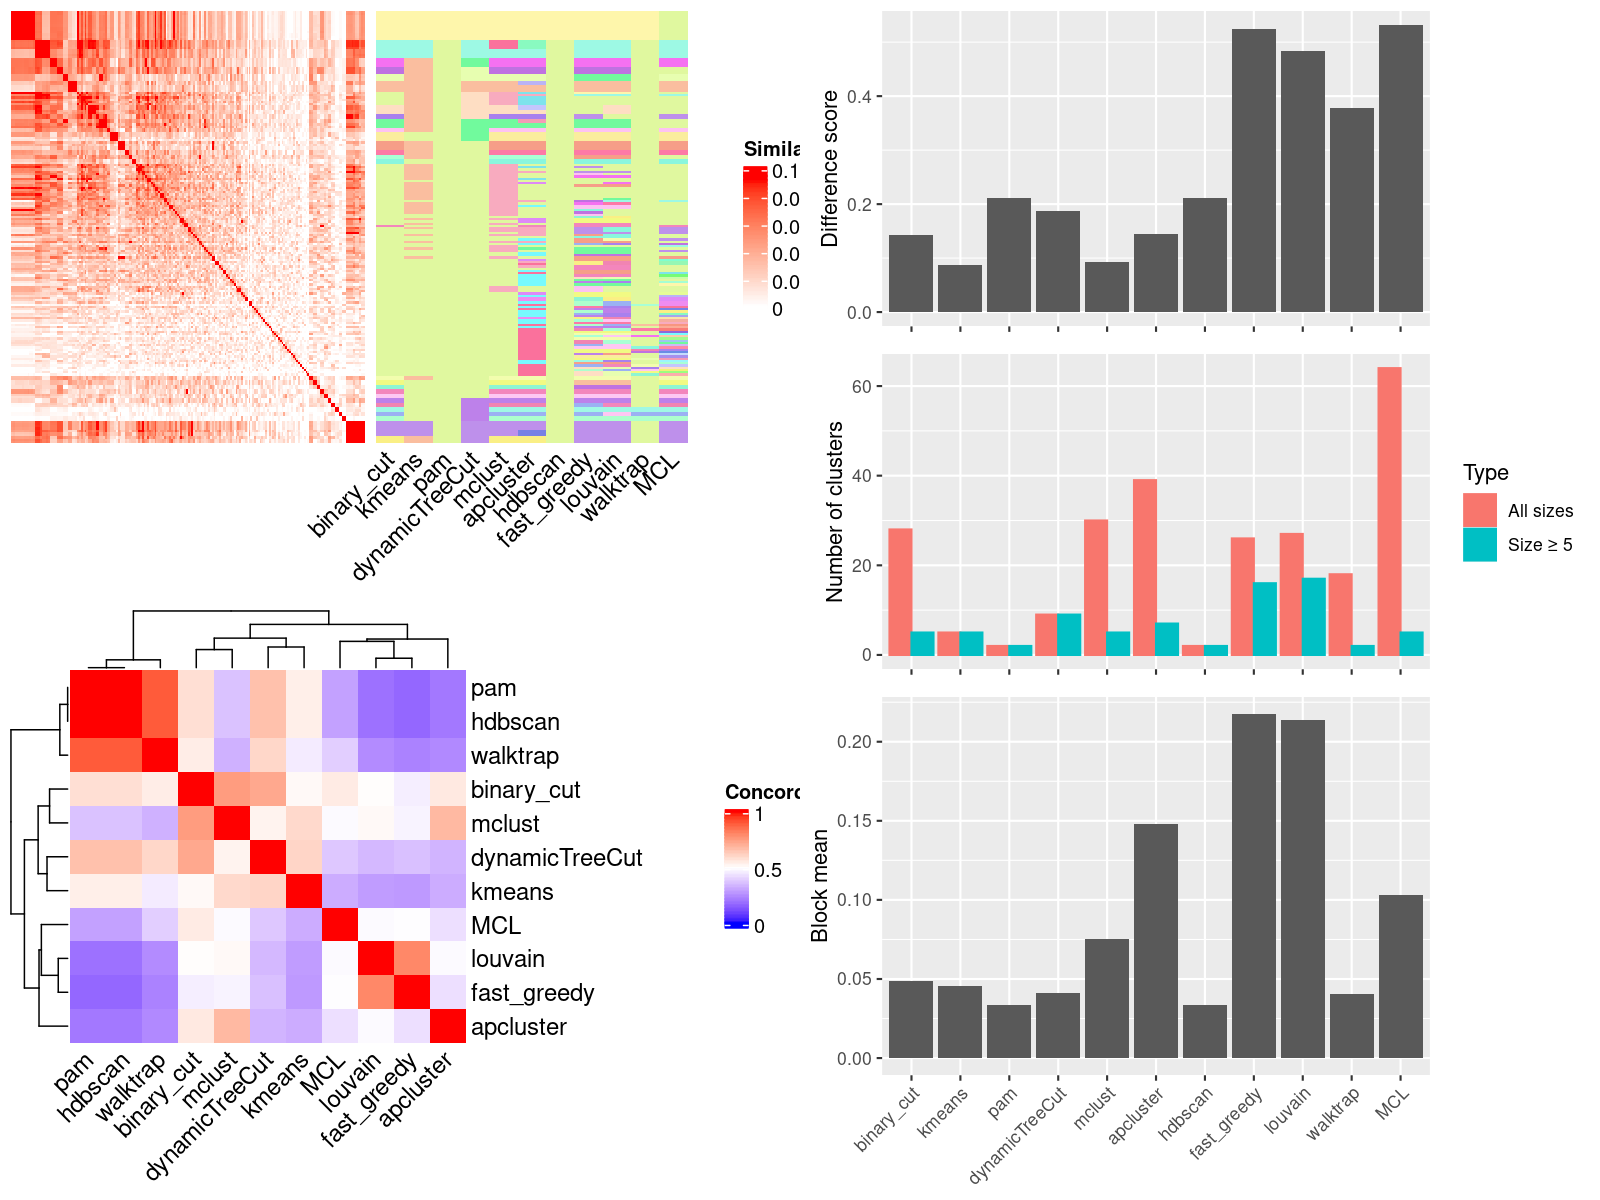 Simila
0.1
0.0
0.0
0.0
0.0
0
binary_cut
kmeans
pam
dynamicTreeCut
mclust
apcluster
hdbscan
fast_greedy
louvain
walktrap
MCL
pam
hdbscan
walktrap
binary_cut
mclust
dynamicTreeCut
kmeans
MCL
louvain
fast_greedy
apcluster
pam
hdbscan
walktrap
binary_cut
mclust
dynamicTreeCut
kmeans
MCL
louvain
fast_greedy
apcluster
Concord
1
0.5
0
Difference score
0.4
0.2
0.0
Number of clusters
60
40
20
0
Type
All sizes
Size ≥ 5
Block mean
0.20
0.15
0.10
0.05
0.00
binary_cut
kmeans
pam
dynamicTreeCut
mclust
apcluster
hdbscan
fast_greedy
louvain
walktrap
MCL